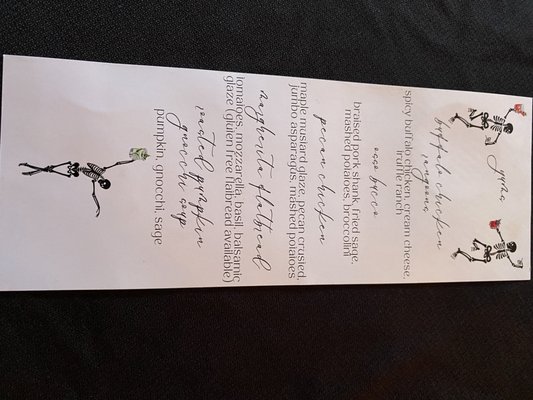 yums
buffalo chicken
rangoons
spicy buffalo chicken, cream cheese,
truffle ranch
osso bucco
braised pork shank, fried sage,
mashed potatoes, broccolini
pecan chicken
maple mustard glaze, pecan crusted,
jumbo asparagus, mashed potatoes
margherita flatbread
tomatoes, mozzarella, basil, balsamic
glaze (gluten free flatbread available)
roasted pumpkin
gnocchi soup
pumpkin, gnocchi, sage